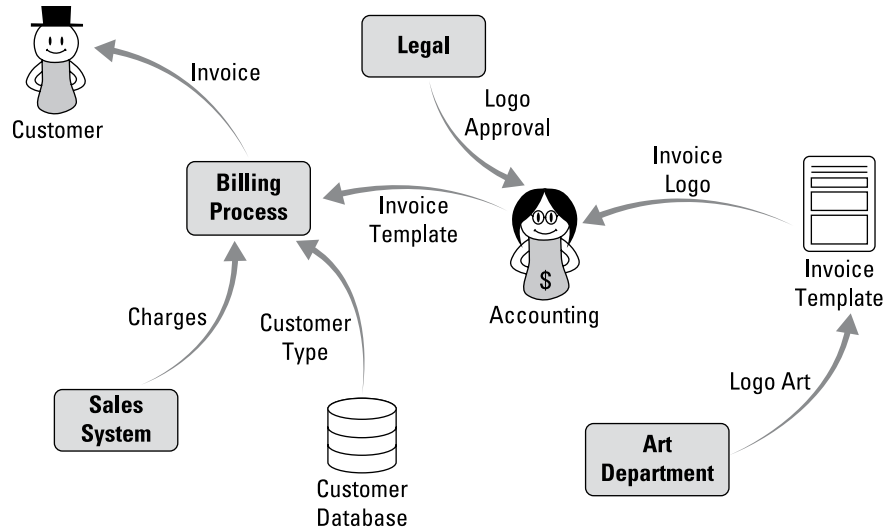 Legal
Invoice
Logo
Approval
Customer
Invoice
Logo
Billing
Process
Invoice
Template
Invoice
Template
$
Accounting
Charges
Customer
Type
Logo Art
Sales
System
Art
Department
Customer
Database